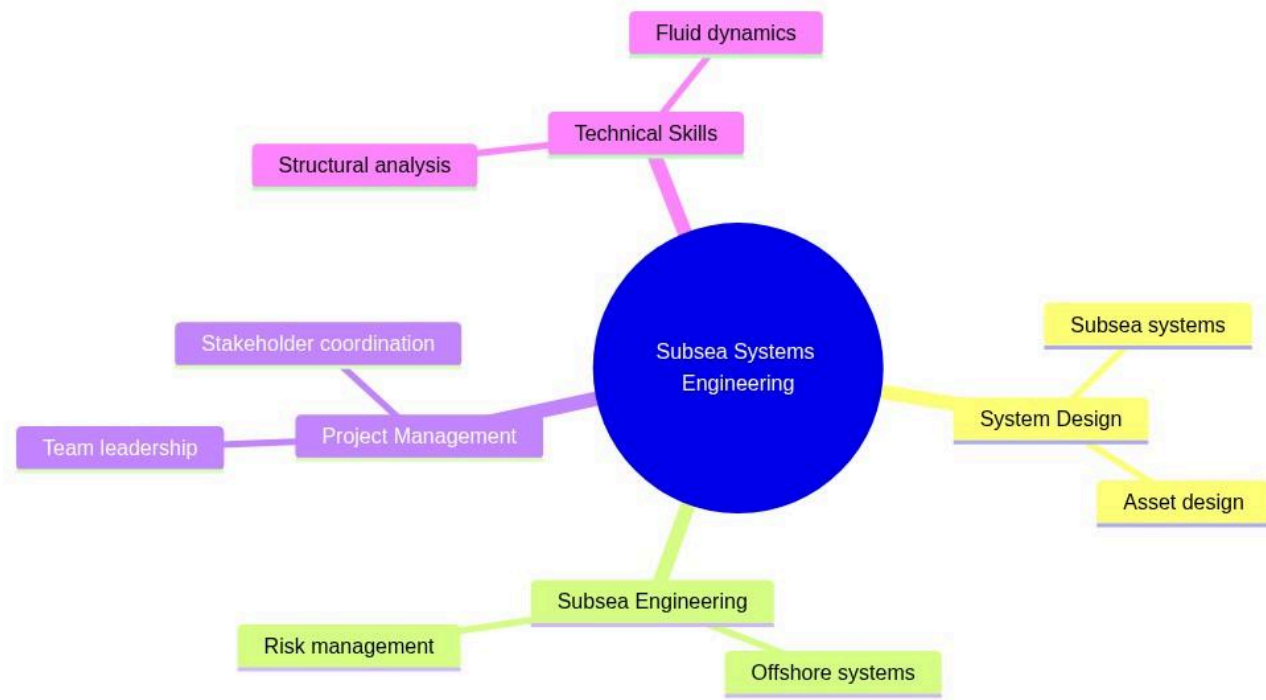 Fluid dynamics
Technical Skills
Structural analysis
Subsea Systems
Engineering
Stakeholder coordination
Project Management
Team leadership
Subsea systems
System Design
Asset design
Subsea Engineering
Risk management
Offshore systems